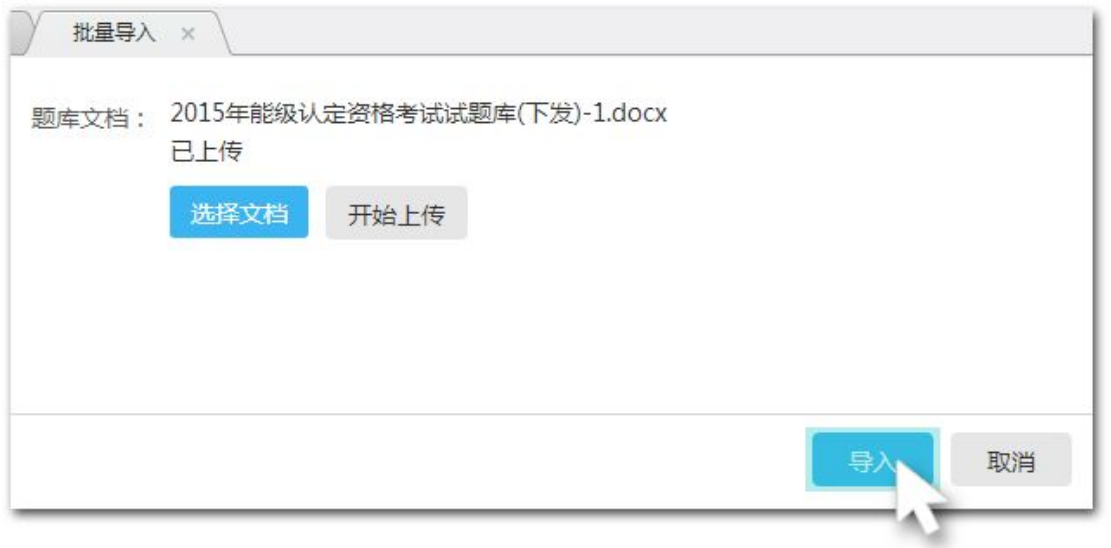 批量导入 ×
题库文档：
2015年能级认定资格考试试题库(下发)-1.docx
已上传
选择文档
开始上传
导入
取消